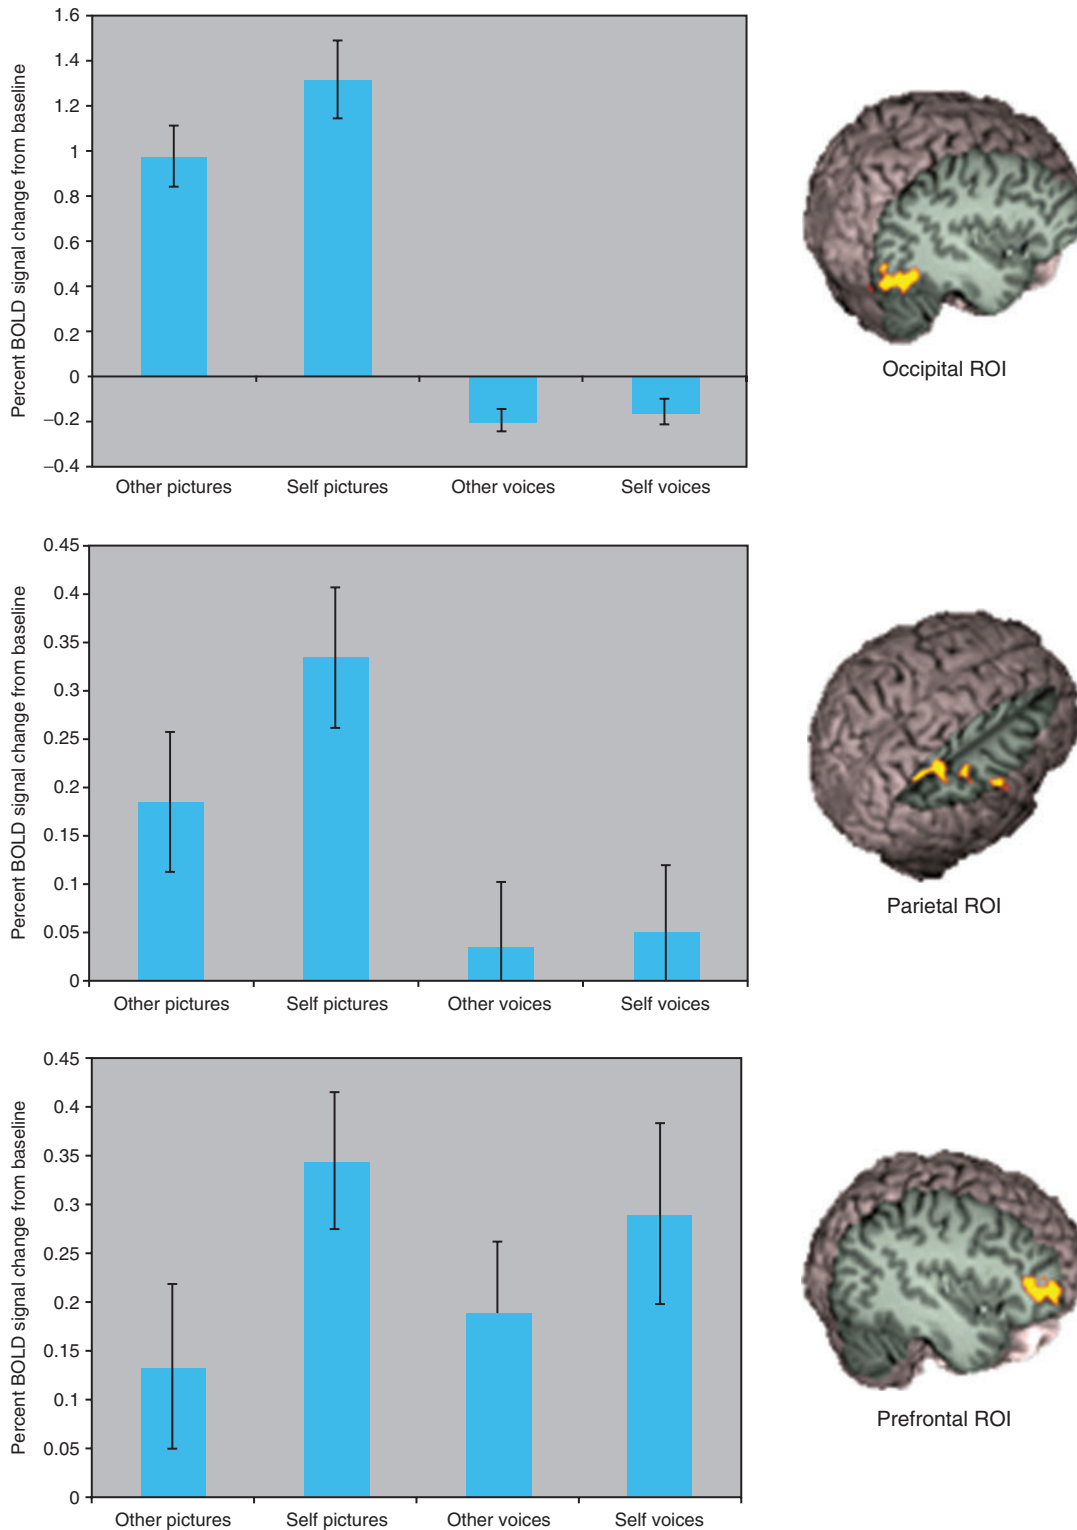 Percent BOLD signal change from baseline
1.6
1.4
1.2
1
0.8
0.6
0.4
0.2
0
−0.2
−0.4
Other pictures
Self pictures
Other voices
Self voices
Occipital ROI
Percent BOLD signal change from baseline
0.45
0.4
0.35
0.3
0.25
0.2
0.15
0.1
0.05
0
Other pictures
Self pictures
Other voices
Self voices
Parietal ROI
Percent BOLD signal change from baseline
0.45
0.4
0.35
0.3
0.25
0.2
0.15
0.1
0.05
0
Other pictures
Self pictures
Other voices
Self voices
Prefrontal ROI